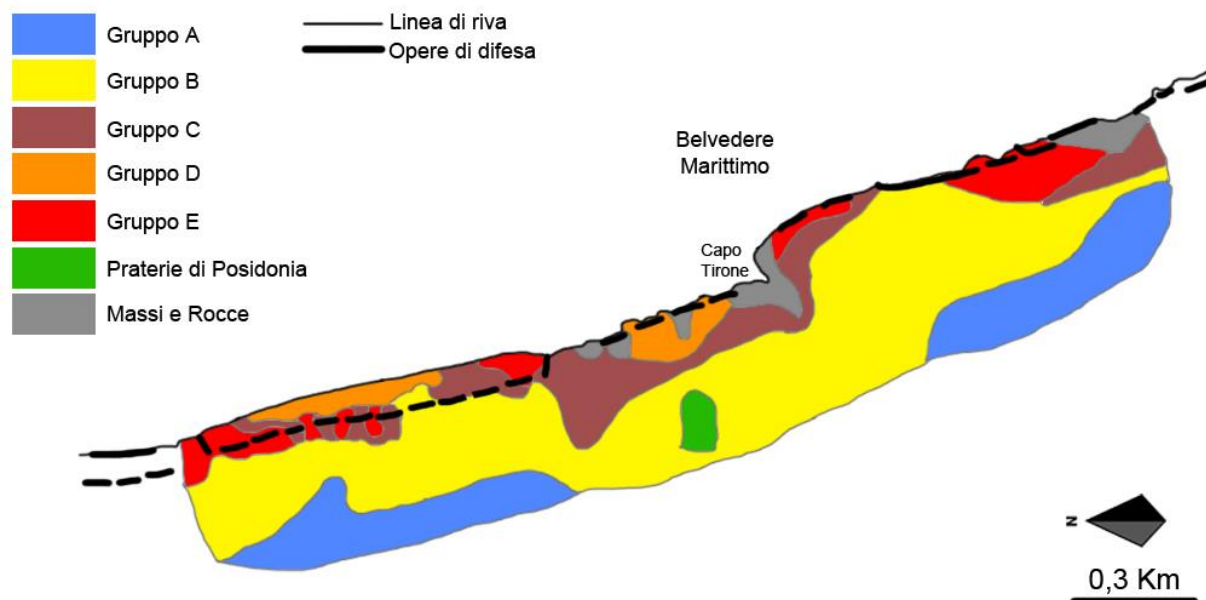 Gruppo A
Gruppo B
Gruppo C
Gruppo D
Gruppo E
Praterie di Posidonia
Massi e Rocce
Linea di riva
Opere di difesa
Belvedere
Marittimo
Capo
Tirone
N
0,3 Km